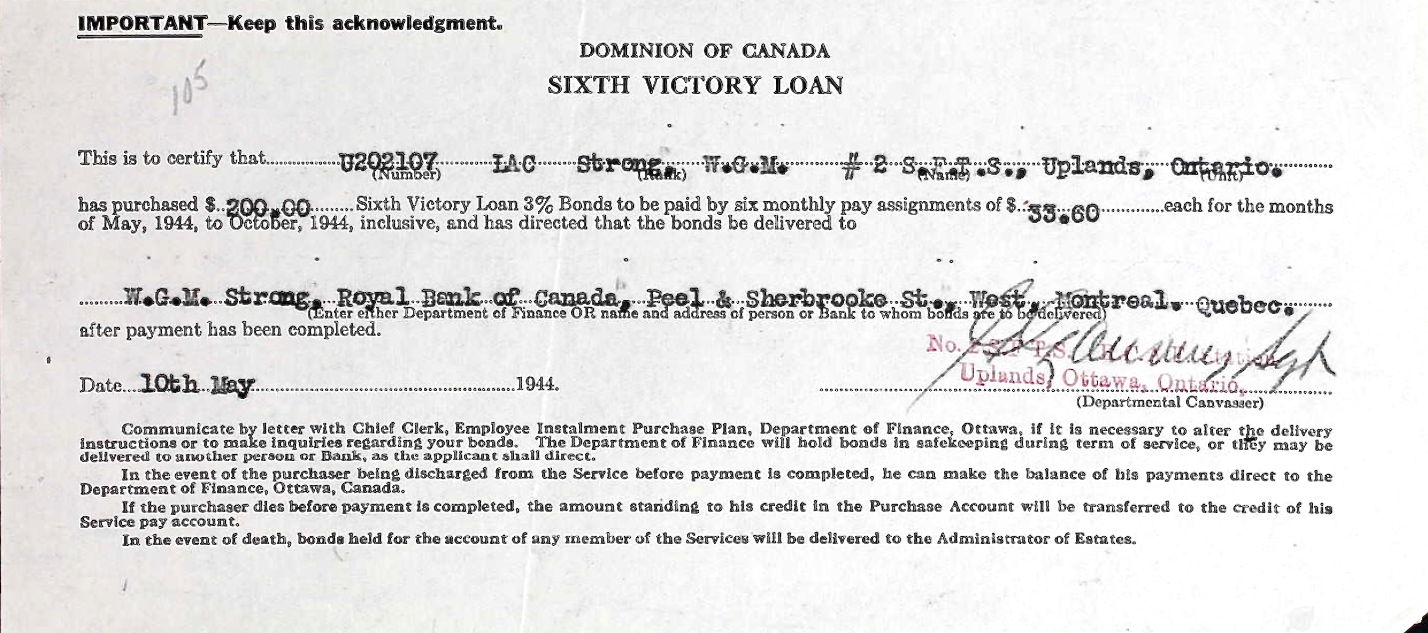 IMPORTANT—Keep this acknowledgment.
DOMINION OF CANADA
SIXTH VICTORY LOAN
105
This is to certify that U202107 LAC Strong, W.G.M. # 2 S.F.T.S., Uplands, Ontario.
(Number) (Rank) (Name) (Unit)
has purchased $ 200.00 Sixth Victory Loan 3% Bonds to be paid by six monthly pay assignments of $ 33.60 each for the months
of May, 1944, to October, 1944, inclusive, and has directed that the bonds be delivered to
W.G.M. Strong, Royal Bank of Canada, Peel & Sherbrooke St., West, Montreal, Quebec.
(Enter either Department of Finance OR name and address of person or Bank to whom bonds are to be delivered)
after payment has been completed.
No. 2 S.F.T.S.
Uplands, Ottawa, Ontario,
Date 10th May 1944.
(Departmental Canvasser)
Communicate by letter with Chief Clerk, Employee Instalment Purchase Plan, Department of Finance, Ottawa, if it is necessary to alter the delivery
instructions or to make inquiries regarding your bonds. The Department of Finance will hold bonds in safekeeping during term of service, or they may be
delivered to another person or Bank, as the applicant shall direct.
In the event of the purchaser being discharged from the Service before payment is completed, he can make the balance of his payments direct to the
Department of Finance, Ottawa, Canada.
If the purchaser dies before payment is completed, the amount standing to his credit in the Purchase Account will be transferred to the credit of his
Service pay account.
In the event of death, bonds held for the account of any member of the Services will be delivered to the Administrator of Estates.